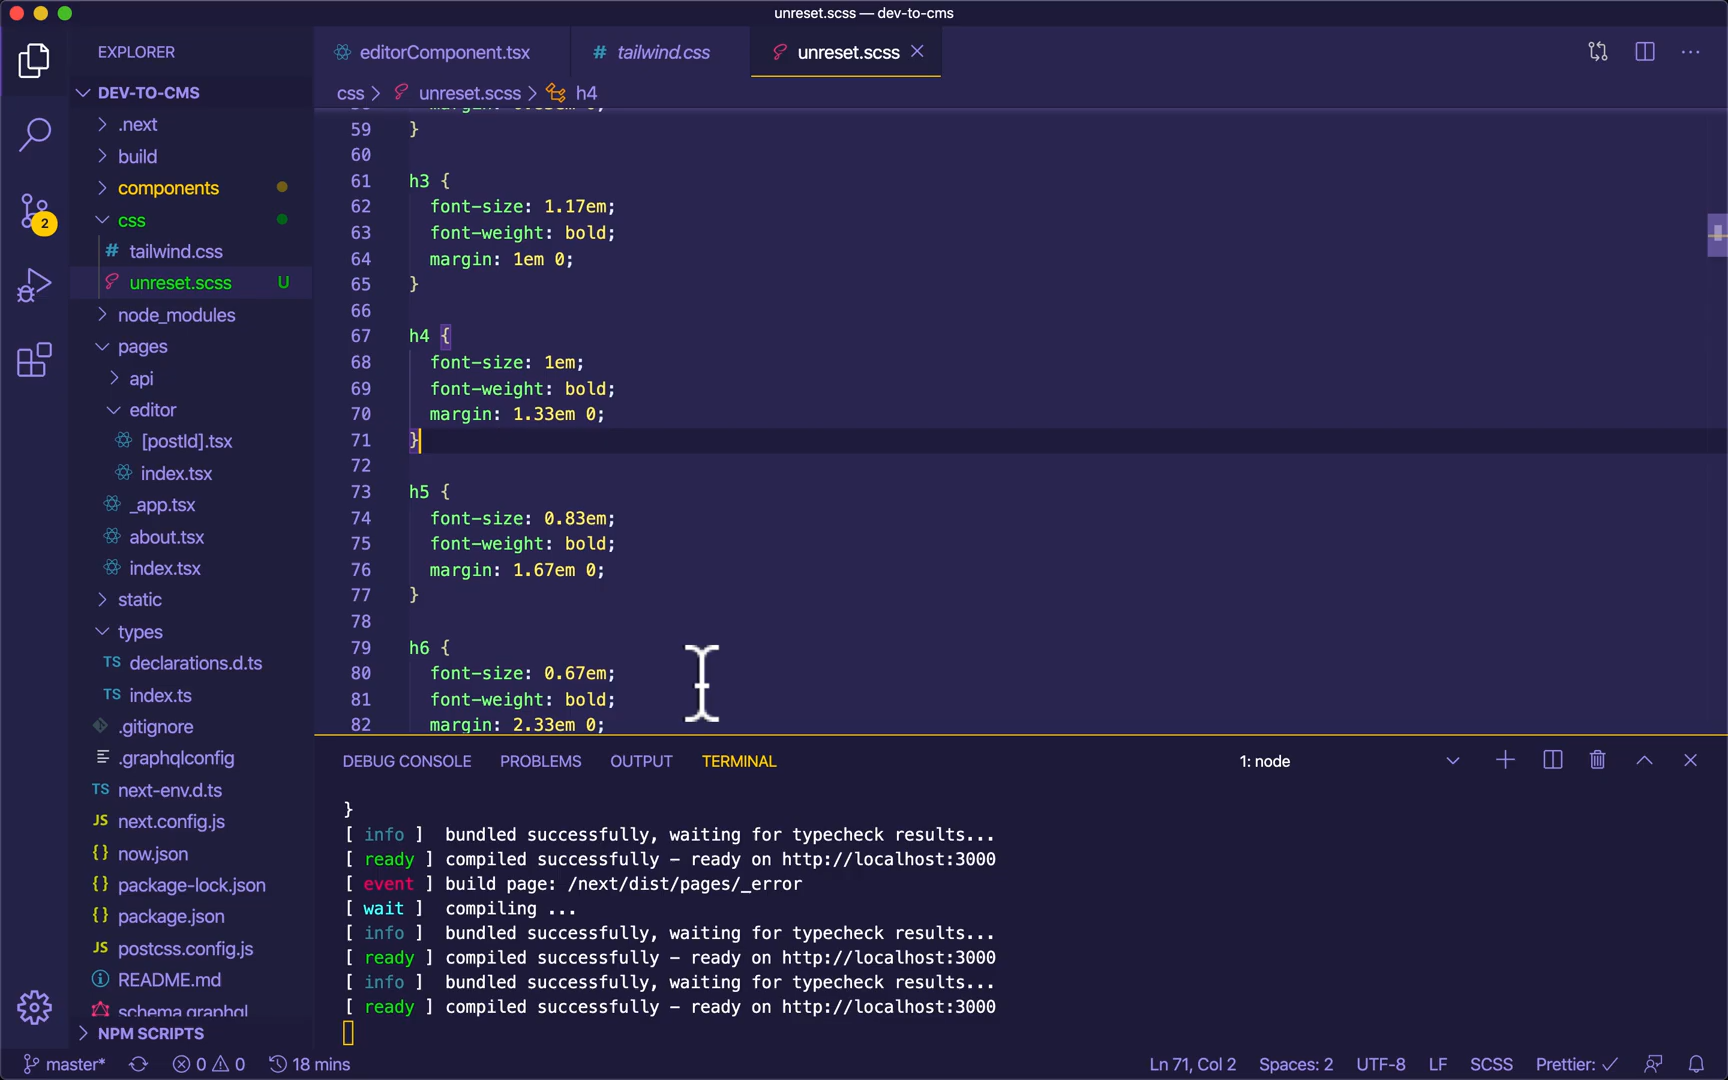 unreset.scss — dev-to-cms
EXPLORER
editorComponent.tsx
# tailwind.css
unreset.scss
DEV-TO-CMS
css > unreset.scss > h4
.next
build
components
css
# tailwind.css
unreset.scss U
node_modules
pages
api
editor
[postId].tsx
index.tsx
_app.tsx
about.tsx
index.tsx
static
types
TS declarations.d.ts
TS index.ts
.gitignore
.graphqlconfig
TS next-env.d.ts
JS next.config.js
{} now.json
{} package-lock.json
{} package.json
JS postcss.config.js
README.md
schema.graphql
NPM SCRIPTS
2
59 }
60
61 h3 {
62 font-size: 1.17em;
63 font-weight: bold;
64 margin: 1em 0;
65 }
66
67 h4 {
68 font-size: 1em;
69 font-weight: bold;
70 margin: 1.33em 0;
71 }
72
73 h5 {
74 font-size: 0.83em;
75 font-weight: bold;
76 margin: 1.67em 0;
77 }
78
79 h6 {
80 font-size: 0.67em;
81 font-weight: bold;
82 margin: 2.33em 0;
DEBUG CONSOLE PROBLEMS OUTPUT TERMINAL 1: node
}
[ info ] bundled successfully, waiting for typecheck results...
[ ready ] compiled successfully - ready on http://localhost:3000
[ event ] build page: /next/dist/pages/_error
[ wait ] compiling ...
[ info ] bundled successfully, waiting for typecheck results...
[ ready ] compiled successfully - ready on http://localhost:3000
[ info ] bundled successfully, waiting for typecheck results...
[ ready ] compiled successfully - ready on http://localhost:3000
master* 0 0 18 mins Ln 71, Col 2 Spaces: 2 UTF-8 LF SCSS Prettier: ✓